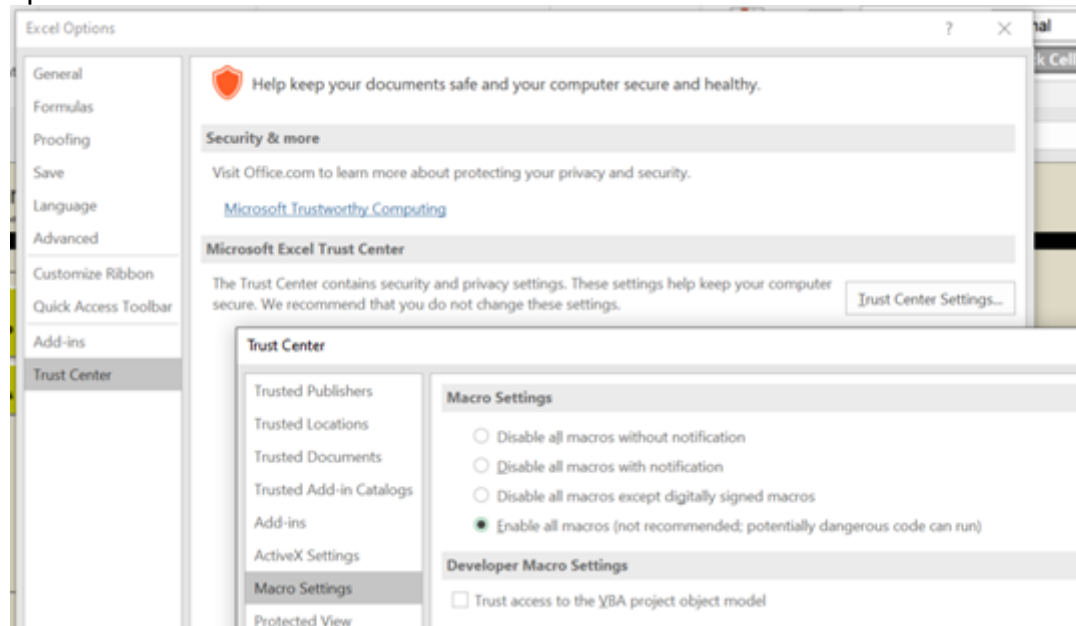 Excel Options
?
nal
k Cell
General
Formulas
Proofing
Save
Language
Advanced
Customize Ribbon
Quick Access Toolbar
Add-ins
Trust Center
Help keep your documents safe and your computer secure and healthy.
Security & more
Visit Office.com to learn more about protecting your privacy and security.
Microsoft Trustworthy Computing
Microsoft Excel Trust Center
The Trust Center contains security and privacy settings. These settings help keep your computer
secure. We recommend that you do not change these settings.
Trust Center Settings...
Trust Center
Trusted Publishers
Trusted Locations
Trusted Documents
Trusted Add-in Catalogs
Add-ins
ActiveX Settings
Macro Settings
Protected View
Macro Settings
Disable all macros without notification
Disable all macros with notification
Disable all macros except digitally signed macros
Enable all macros (not recommended; potentially dangerous code can run)
Developer Macro Settings
Trust access to the VBA project object model